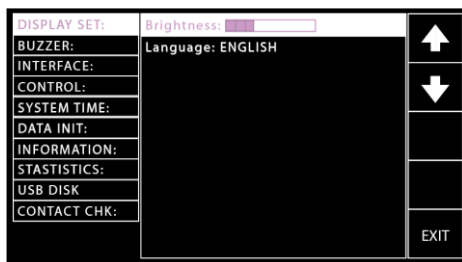 DISPLAY SET:
BUZZER:
INTERFACE:
CONTROL:
SYSTEM TIME:
DATA INIT:
INFORMATION:
STASTISTICS:
USB DISK
CONTACT CHK:
Brightness:
Language: ENGLISH
EXIT